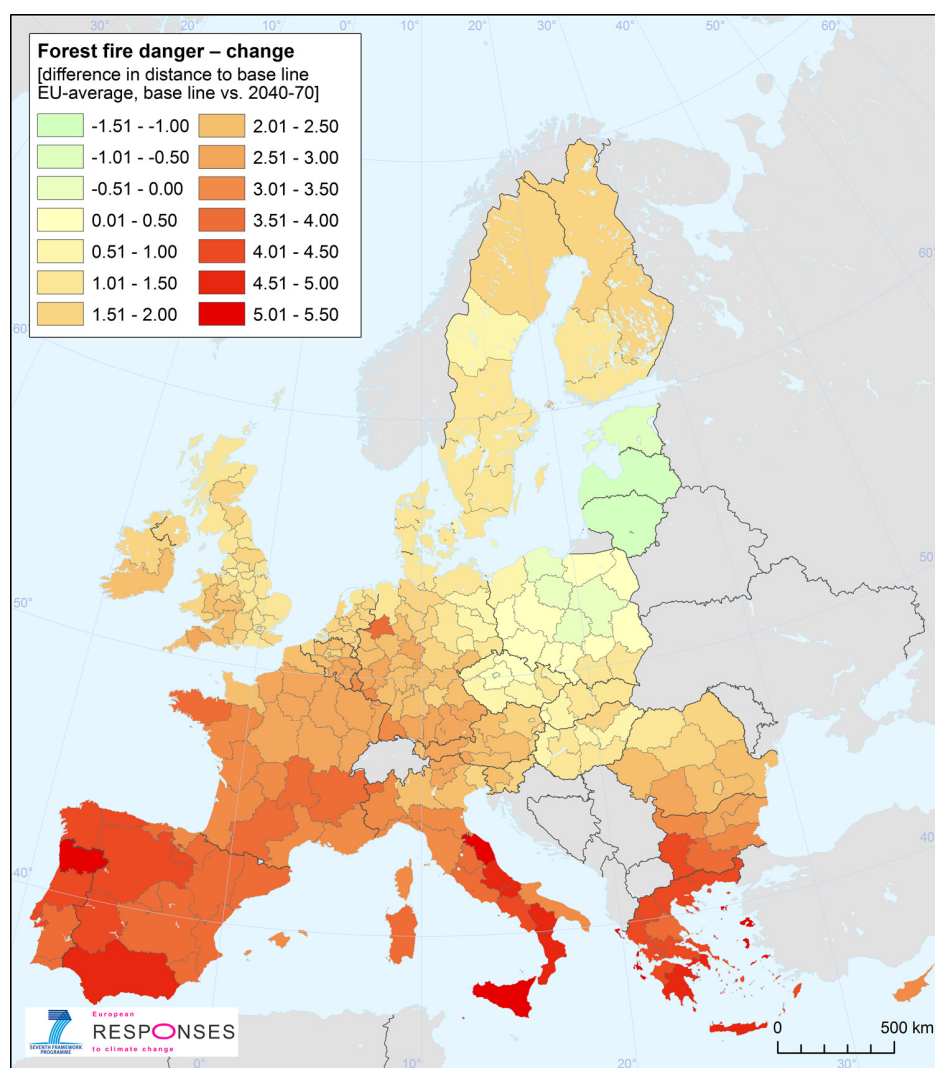 30°
20°
10°
0°
10°
20°
30°
40°
50°
60°
Forest fire danger – change
[difference in distance to base line
EU-average, base line vs. 2040-70]
-1.51 - -1.00
2.01 - 2.50
-1.01 - -0.50
2.51 - 3.00
-0.51 - 0.00
3.01 - 3.50
0.01 - 0.50
3.51 - 4.00
0.51 - 1.00
4.01 - 4.50
1.01 - 1.50
4.51 - 5.00
1.51 - 2.00
5.01 - 5.50
60°
60°
50°
50°
40°
40°
European
RESPONSES
to climate change
7
SEVENTH FRAMEWORK
PROGRAMME
0 500 km
0°
10°
20°
30°